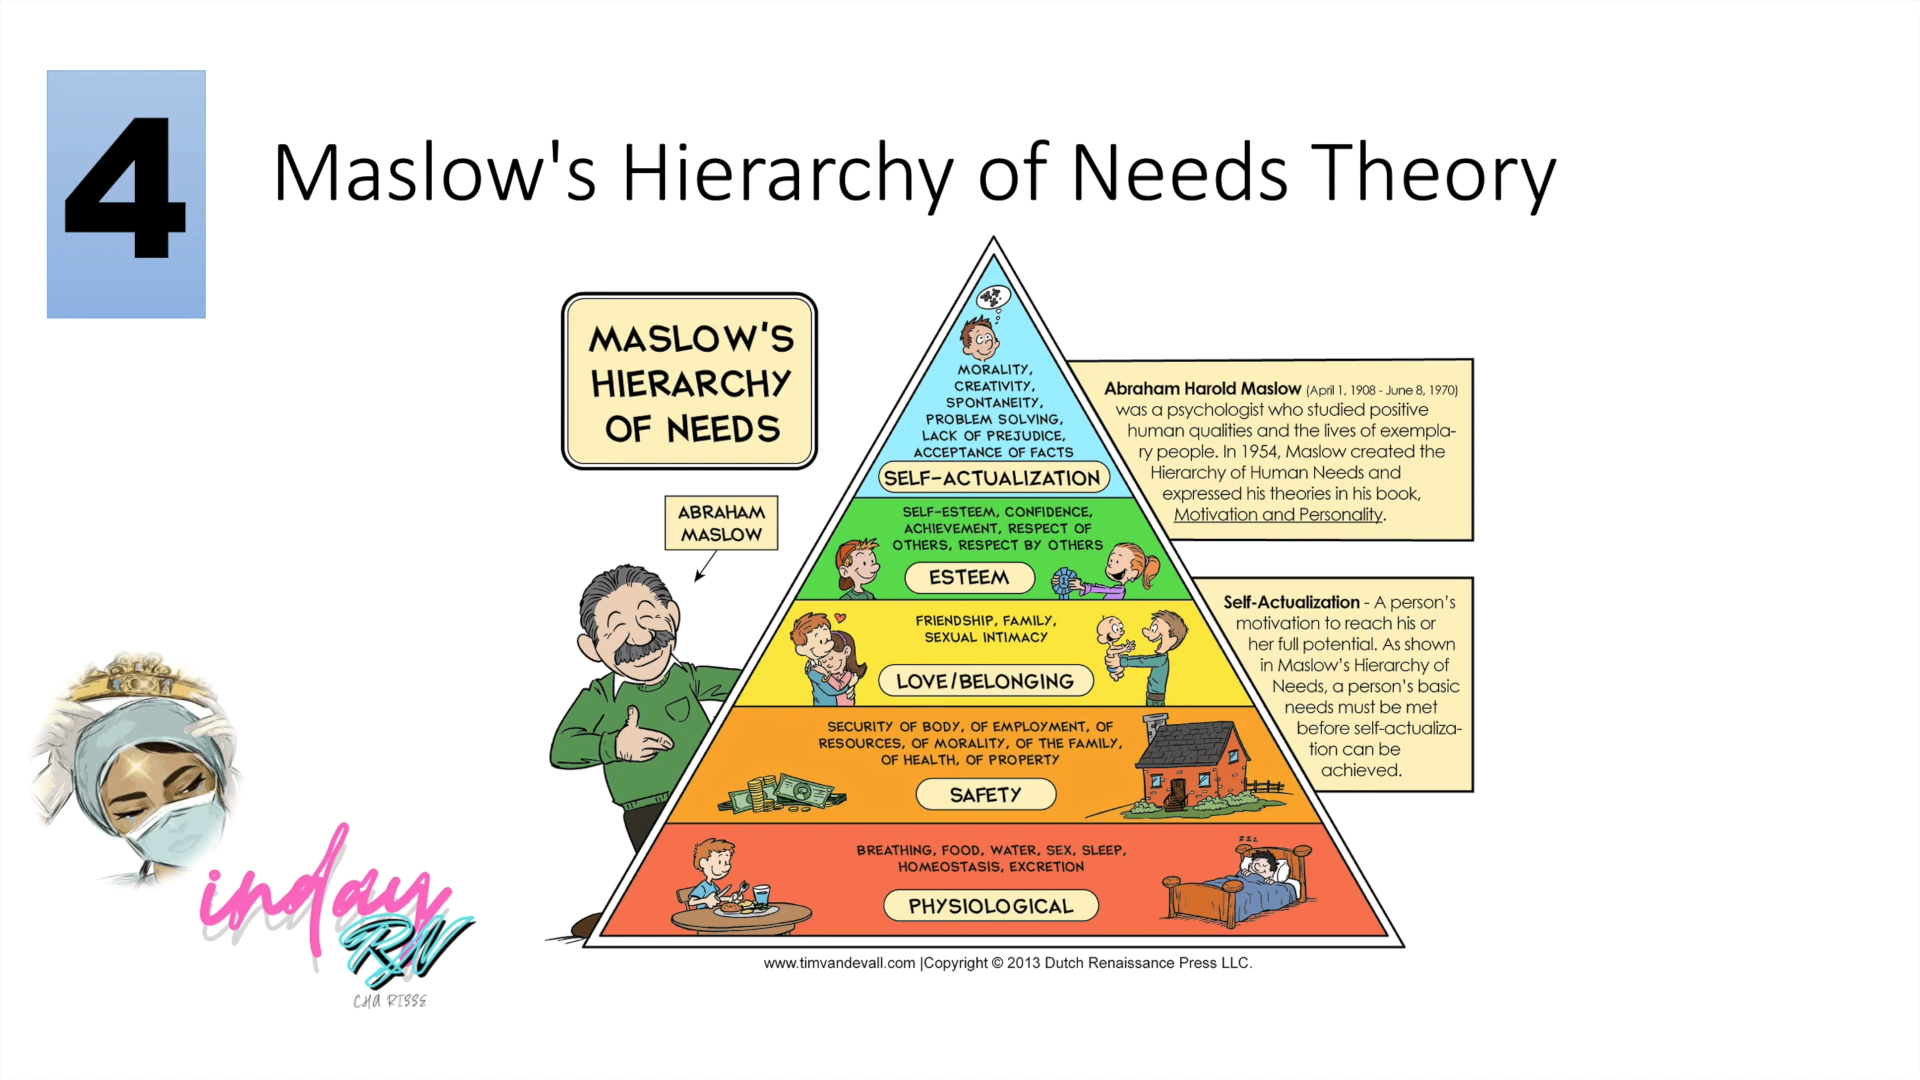 4
Maslow's Hierarchy of Needs Theory
MASLOW'S
HIERARCHY
OF NEEDS
ABRAHAM
MASLOW
MORALITY,
CREATIVITY,
SPONTANEITY,
PROBLEM SOLVING,
LACK OF PREJUDICE,
ACCEPTANCE OF FACTS
SELF-ACTUALIZATION
SELF-ESTEEM, CONFIDENCE,
ACHIEVEMENT, RESPECT OF
OTHERS, RESPECT BY OTHERS
ESTEEM
FRIENDSHIP, FAMILY,
SEXUAL INTIMACY
LOVE/BELONGING
SECURITY OF BODY, OF EMPLOYMENT, OF
RESOURCES, OF MORALITY, OF THE FAMILY,
OF HEALTH, OF PROPERTY
SAFETY
BREATHING, FOOD, WATER, SEX, SLEEP,
HOMEOSTASIS, EXCRETION
PHYSIOLOGICAL
zzz
Abraham Harold Maslow (April 1, 1908 - June 8, 1970)
was a psychologist who studied positive
human qualities and the lives of exempla-
ry people. In 1954, Maslow created the
Hierarchy of Human Needs and
expressed his theories in his book,
Motivation and Personality.
Self-Actualization - A person's
motivation to reach his or
her full potential. As shown
in Maslow's Hierarchy of
Needs, a person's basic
needs must be met
before self-actualiza-
tion can be
achieved.
www.timvandevall.com |Copyright © 2013 Dutch Renaissance Press LLC.
inday
RN
CHA RISSE